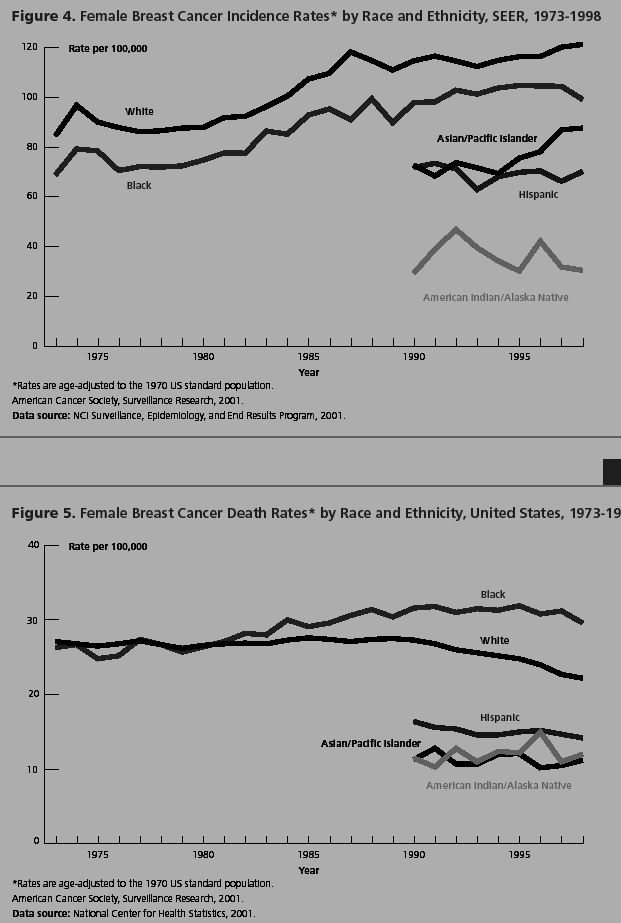 Figure 4. Female Breast Cancer Incidence Rates* by Race and Ethnicity, SEER, 1973-1998
120
Rate per 100,000
100
White
80
Asian/Pacific Islander
Black
60
Hispanic
40
20
American Indian/Alaska Native
0
1975 1980 1985 1990 1995
Year
*Rates are age-adjusted to the 1970 US standard population.
American Cancer Society, Surveillance Research, 2001.
Data source: NCI Surveillance, Epidemiology, and End Results Program, 2001.
Figure 5. Female Breast Cancer Death Rates* by Race and Ethnicity, United States, 1973-19
40
Rate per 100,000
Black
30
White
20
Hispanic
Asian/Pacific Islander
10
American Indian/Alaska Native
0
1975 1980 1985 1990 1995
Year
*Rates are age-adjusted to the 1970 US standard population.
American Cancer Society, Surveillance Research, 2001.
Data source: National Center for Health Statistics, 2001.